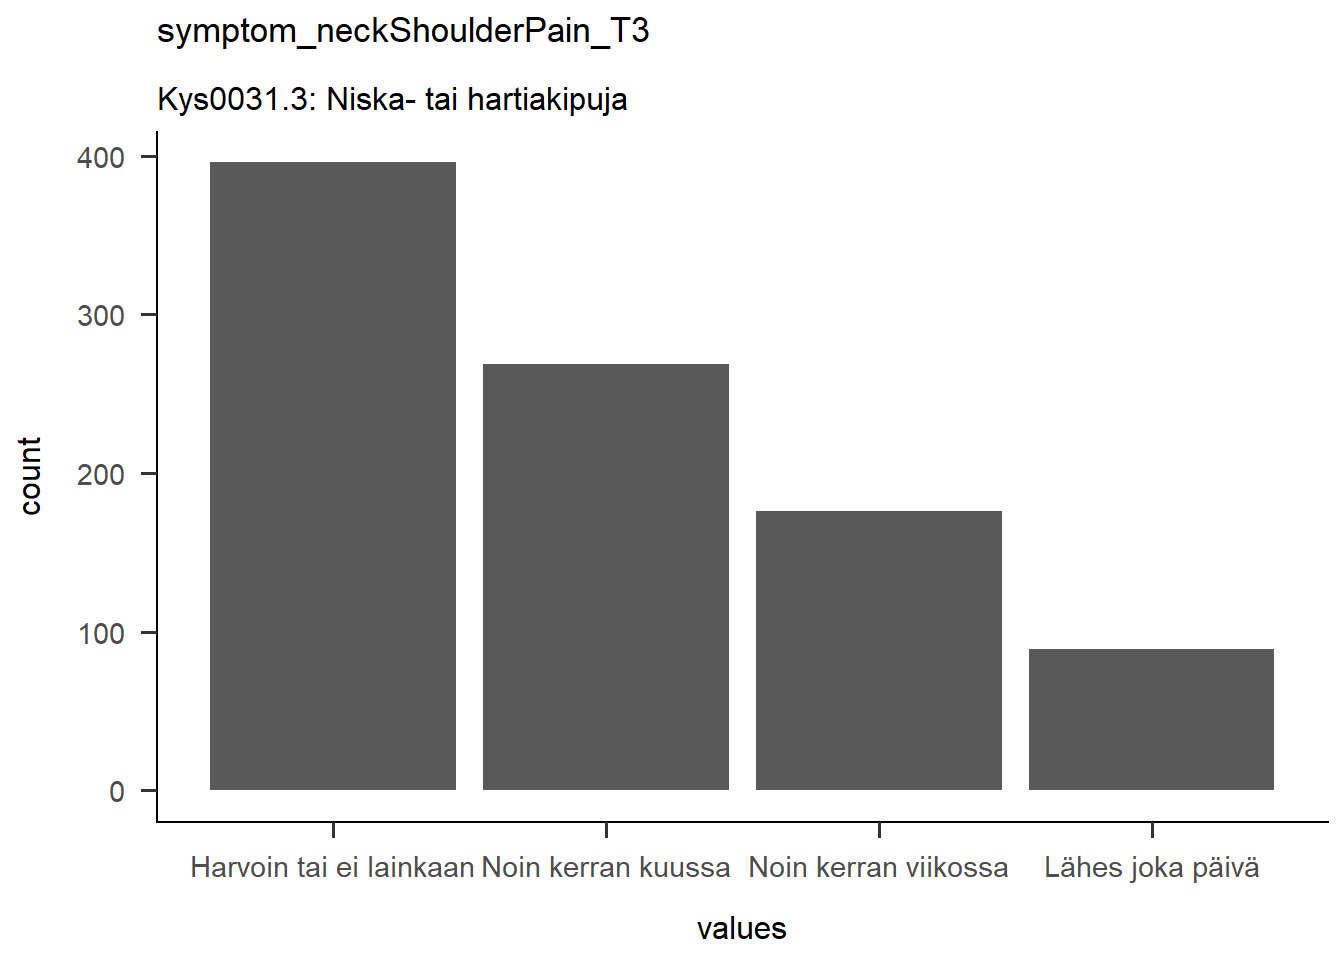 symptom_neckShoulderPain_T3
Kys0031.3: Niska- tai hartiakipuja
400
300
200
100
0
count
Harvoin tai ei lainkaan Noin kerran kuussa Noin kerran viikossa Lähes joka päivä
values